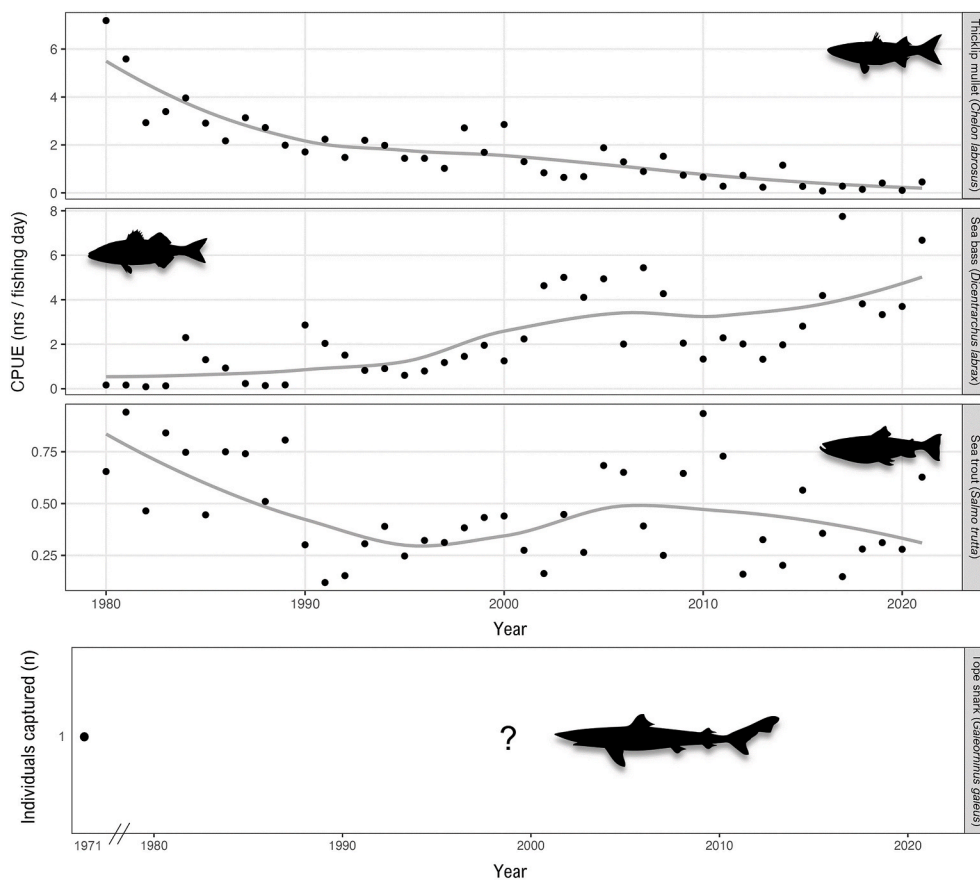 6
4
2
0
Thicklip mullet (Chelon labrosus)
8
6
4
2
0
Sea bass (Dicentrarchus labrax)
CPUE (nrs / fishing day)
0.75
0.50
0.25
Sea trout (Salmo trutta)
1980 1990 2000 2010 2020
Year
Individuals captured (n)
1
?
Tope shark (Galeorhinus galeus)
1971 // 1980 1990 2000 2010 2020
Year